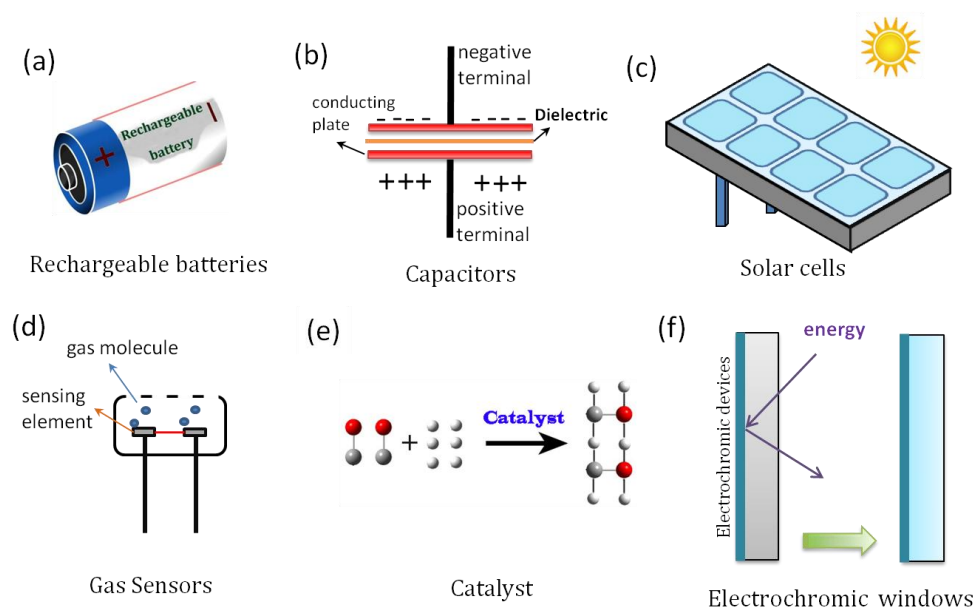 (a)
Rechargeable
battery
+
Rechargeable batteries
(b)
negative
terminal
conducting
plate
Dielectric
+++ +++
positive
terminal
Capacitors
(c)
Solar cells
(d)
gas molecule
sensing
element
Gas Sensors
(e)
+
Catalyst
Catalyst
(f)
energy
Electrochromic devices
Electrochromic windows